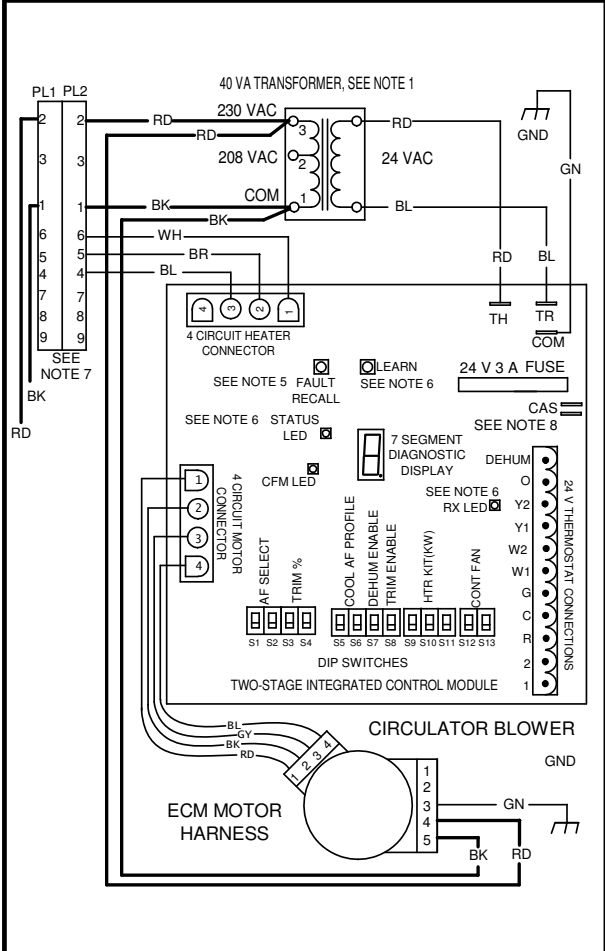 40 VA TRANSFORMER, SEE NOTE 1
PL1 PL2
2 2
3 3
1 1
6 6
5 5
4 4
7 7
8 8
9 9
SEE
NOTE 7
BK
RD
RD
RD
BK
BK
WH
BR
BL
230 VAC
208 VAC
COM
3
2
1
24 VAC
RD
BL
GND
GN
RD
BL
TH
TR
COM
4 3 2 1
4 CIRCUIT HEATER
CONNECTOR
SEE NOTE 5 FAULT
RECALL
LEARN
SEE NOTE 6
24 V 3 A FUSE
CAS
SEE NOTE 8
SEE NOTE 6 STATUS
LED
CFM LED
7 SEGMENT
DIAGNOSTIC
DISPLAY
SEE NOTE 6
RX LED
1
2
3
4
4 CIRCUIT MOTOR
CONNECTOR
DEHUM
O
Y2
Y1
W2
W1
G
C
R
2
1
24 V THERMOSTAT CONNECTIONS
AF SELECT
TRIM %
COOL AF PROFILE
DEHUM ENABLE
TRIM ENABLE
HTR KIT(KW)
CONT FAN
S1 S2 S3 S4 S5 S6 S7 S8 S9 S10 S11 S12 S13
DIP SWITCHES
TWO-STAGE INTEGRATED CONTROL MODULE
CIRCULATOR BLOWER
BL
GY
BK
RD
1 2 3 4
ECM MOTOR
HARNESS
1
2
3
4
5
GND
GN
BK
RD